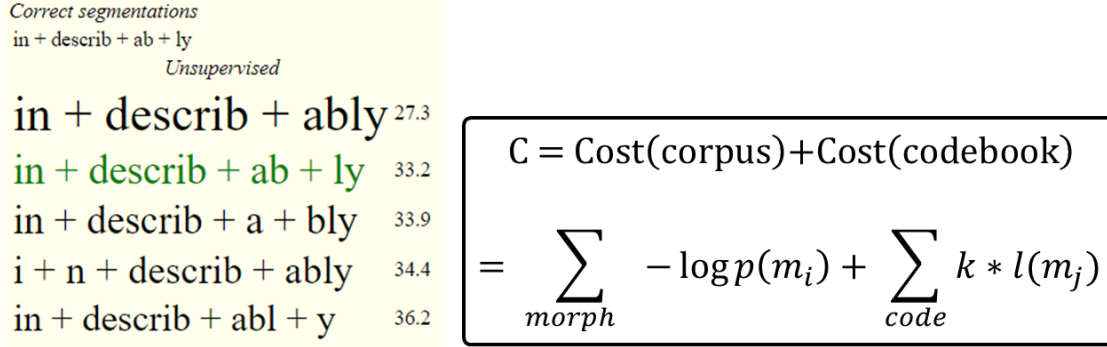 Correct segmentations
in + describ + ab + ly
Unsupervised
in + describ + ably 27.3
in + describ + ab + ly 33.2
in + describ + a + bly 33.9
i + n + describ + ably 34.4
in + describ + abl + y 36.2
C = Cost(corpus)+Cost(codebook)
= ∑ − log p(mᵢ) + ∑ k * l(mⱼ)
morph code